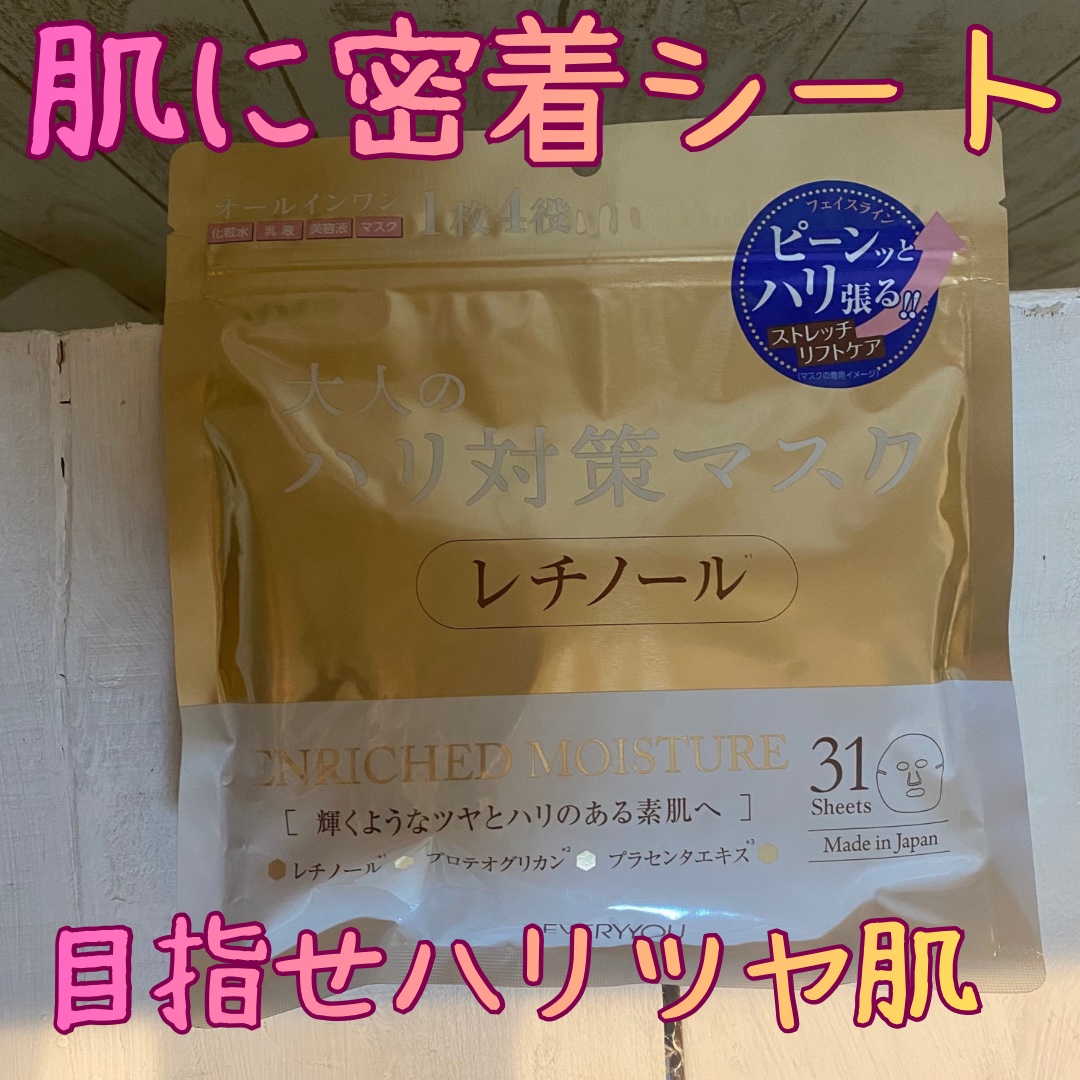 肌に密着シート
オールインワン
化粧水 乳液 美容液 マスク
1枚4役
フェイスライン
ピーンッと
ハリ張る!!
ストレッチ
リフトケア
(マスクの着用イメージ)
大人の
ハリ対策マスク
レチノール*1
ENRICHED MOISTURE
[ 輝くようなツヤとハリのある素肌へ ]
レチノール*1 プロテオグリカン*2 プラセンタエキス*3
31
Sheets
Made in Japan
EVERYYOU
目指せハリツヤ肌